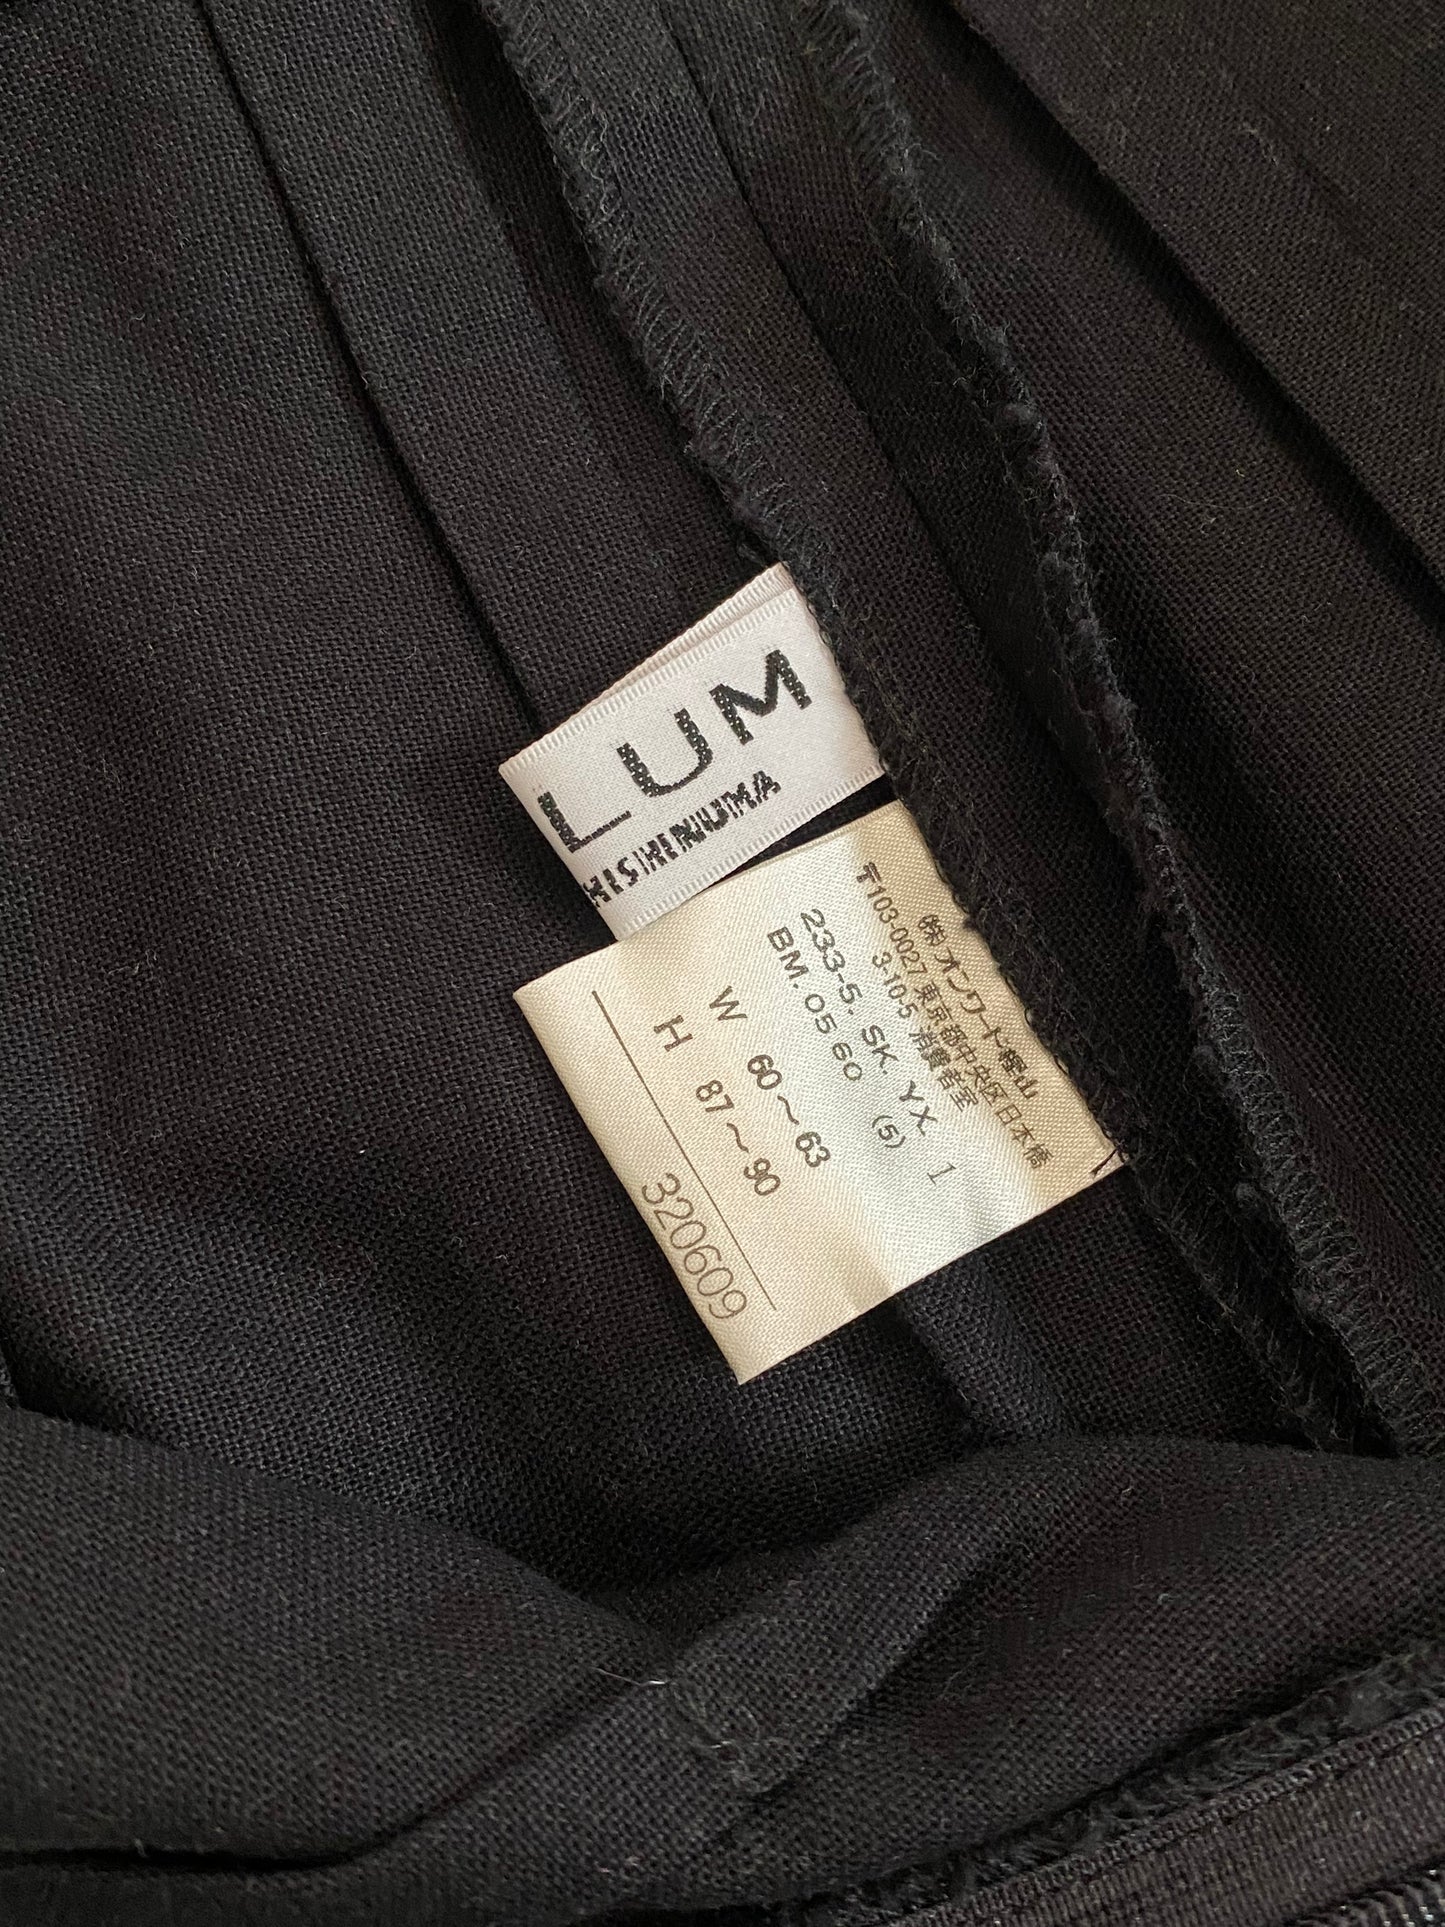 LUM
NISHINUMA
(株)オンワード樫山
〒103-0027 東京都中央区日本橋
3-10-5 消費者室
233-5. SK. YX. 1
BM. 05 60 (5)
W 60〜63
H 87〜90
320609